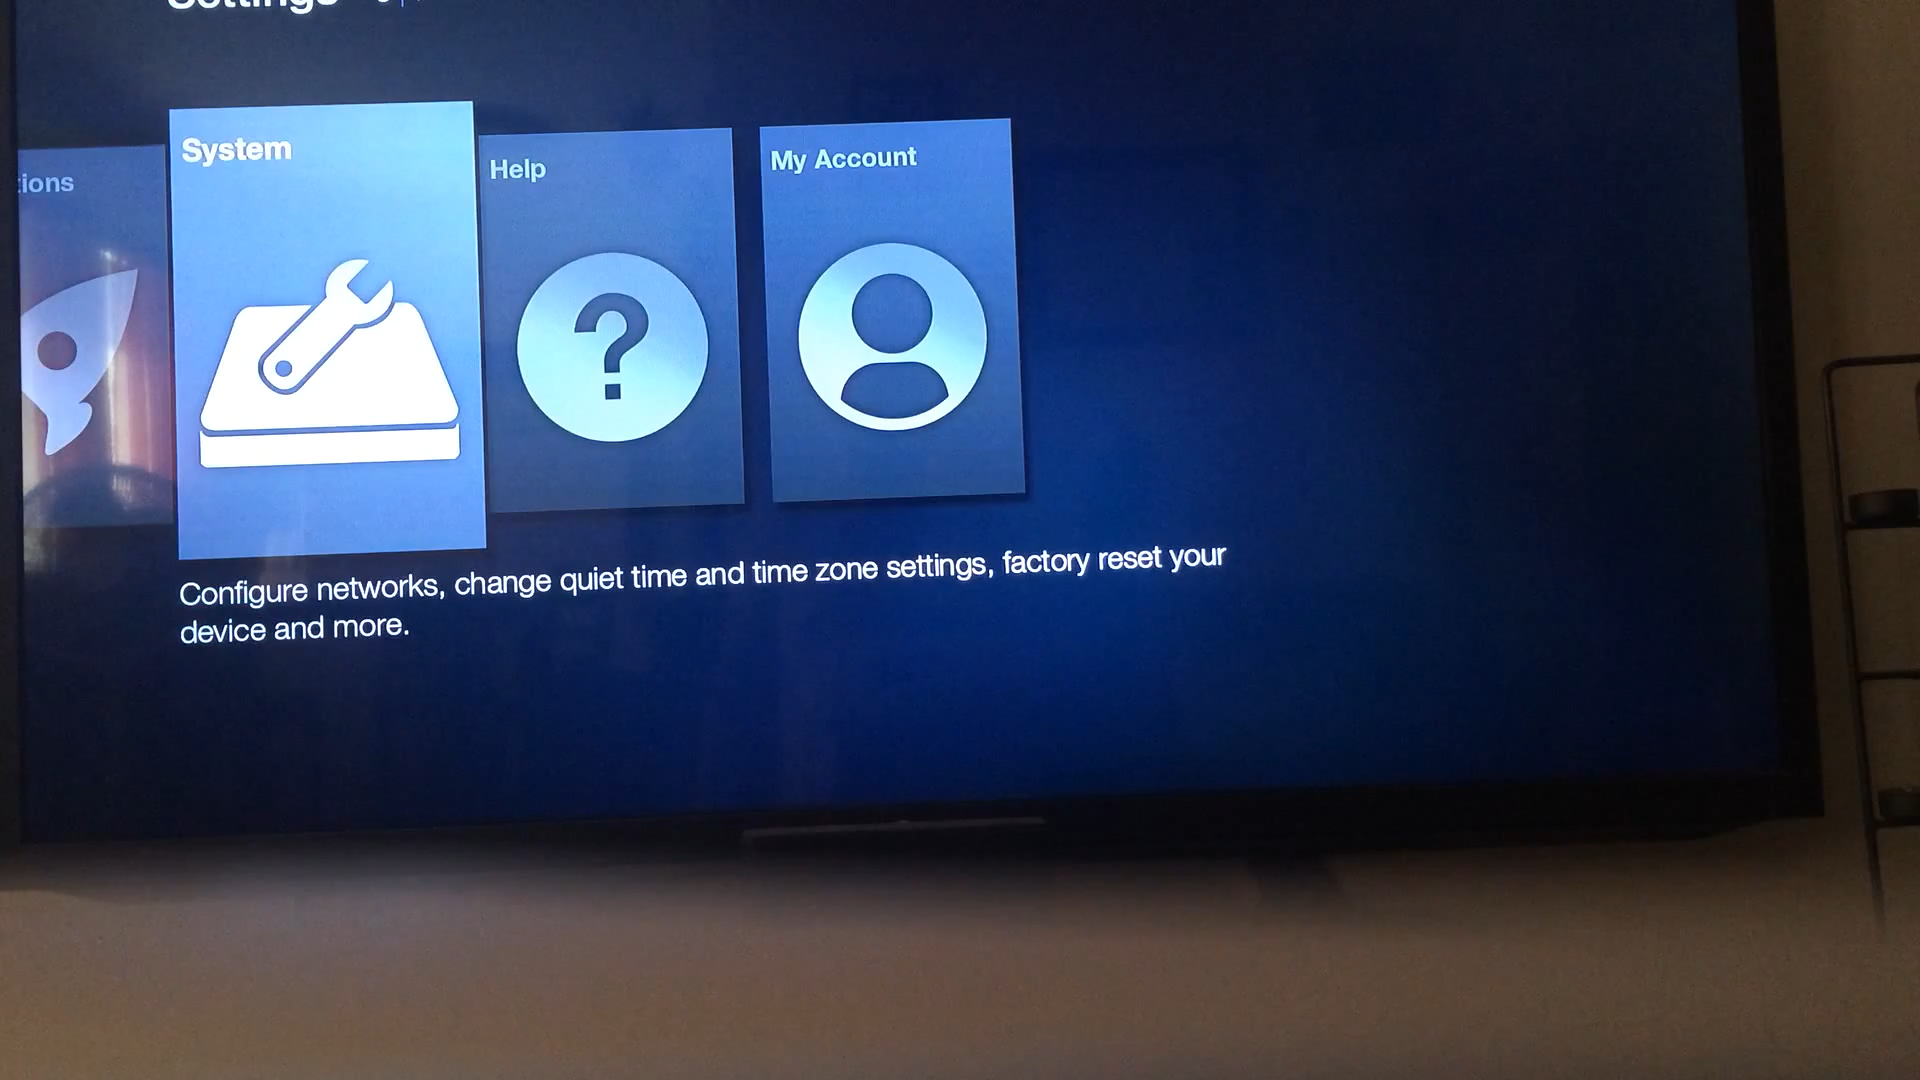 Settings
System
Help
My Account
Configure networks, change quiet time and time zone settings, factory reset your
device and more.